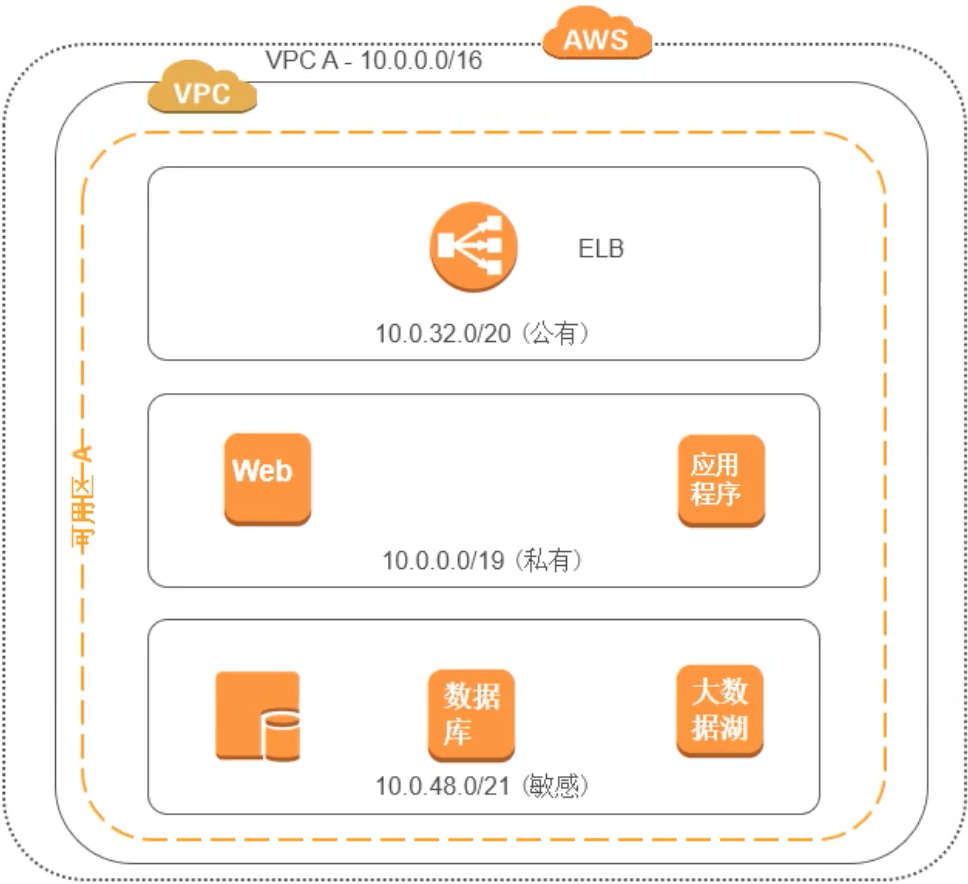 AWS
VPC A - 10.0.0.0/16
VPC
ELB
10.0.32.0/20 (公有)
可用区 A
Web
应用
程序
10.0.0.0/19 (私有)
数据
库
大数
据湖
10.0.48.0/21 (敏感)